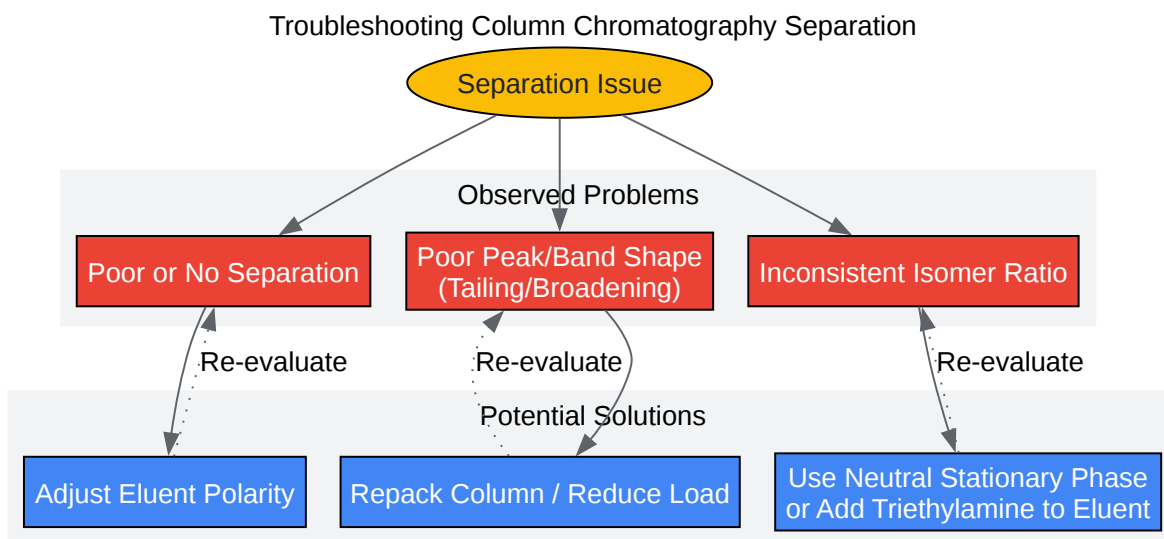 Troubleshooting Column Chromatography Separation
Separation Issue
Observed Problems
Poor or No Separation
Poor Peak/Band Shape
(Tailing/Broadening)
Inconsistent Isomer Ratio
Re-evaluate
Re-evaluate
Re-evaluate
Potential Solutions
Adjust Eluent Polarity
Repack Column / Reduce Load
Use Neutral Stationary Phase
or Add Triethylamine to Eluent